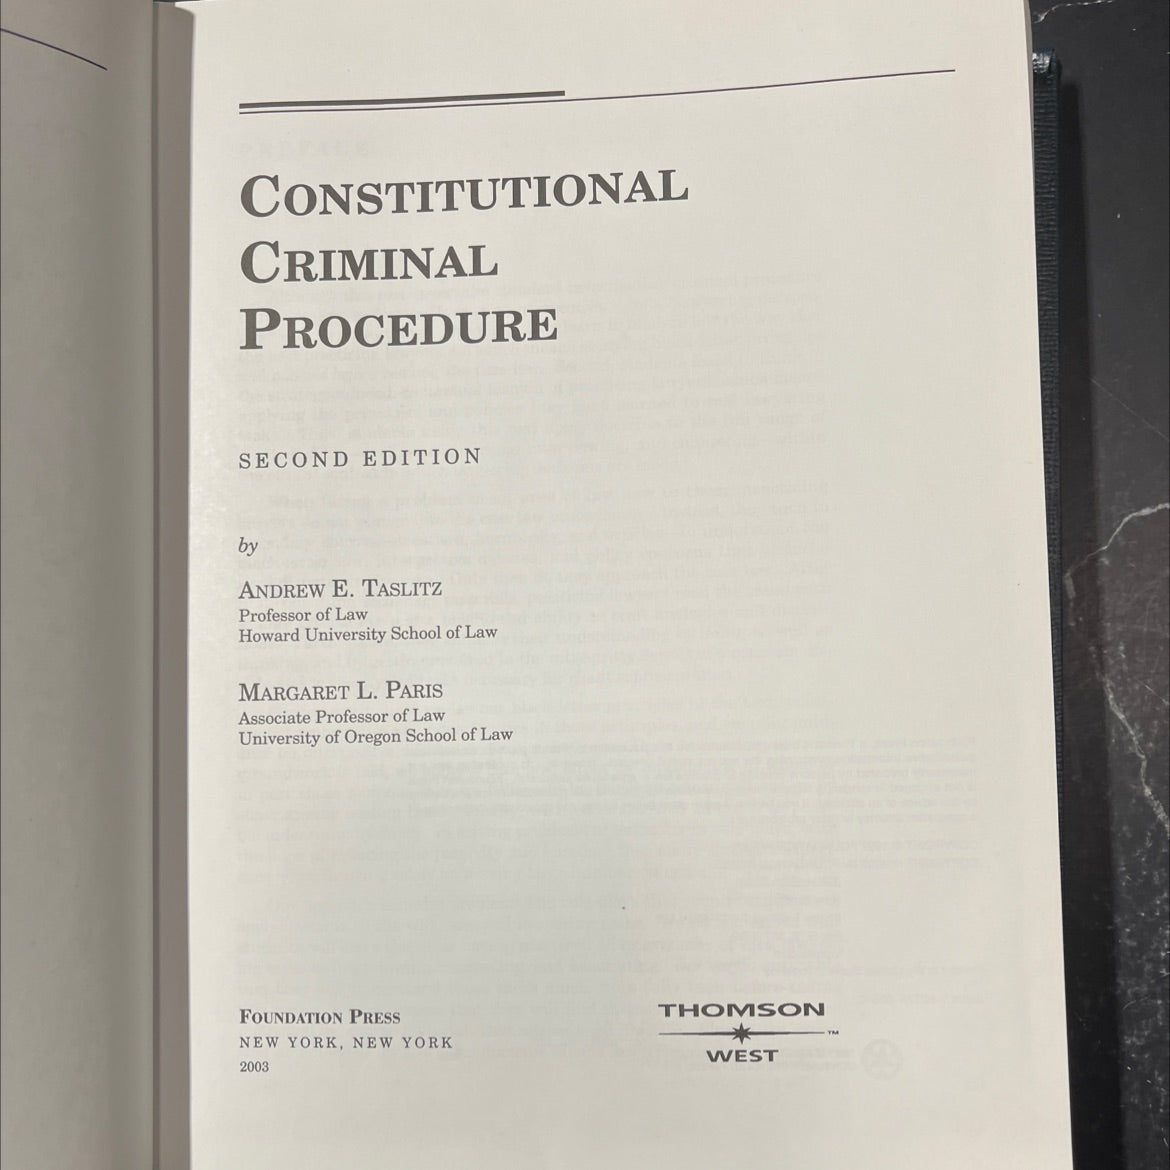 CONSTITUTIONAL
CRIMINAL
PROCEDURE
SECOND EDITION
by
ANDREW E. TASLITZ
Professor of Law
Howard University School of Law
MARGARET L. PARIS
Associate Professor of Law
University of Oregon School of Law
FOUNDATION PRESS
NEW YORK, NEW YORK
2003
THOMSON
™
WEST